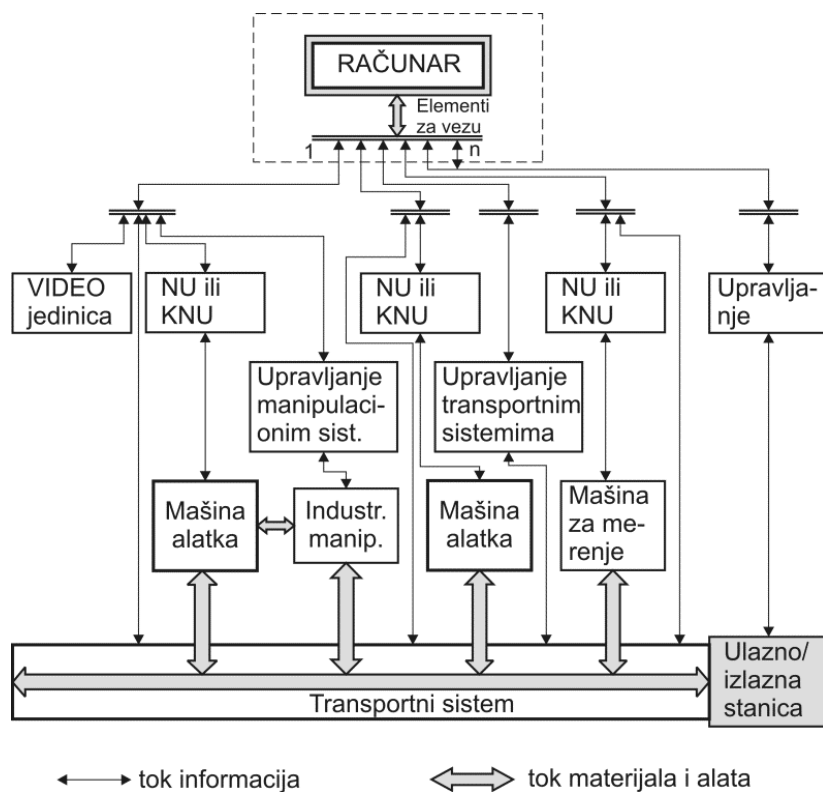 RAČUNAR
Elementi
za vezu
1
n
VIDEO
jedinica
NU ili
KNU
NU ili
KNU
NU ili
KNU
Upravlja-
nje
Upravljanje
manipulaci-
onim sist.
Upravljanje
transportnim
sistemima
Mašina
alatka
Industr.
manip.
Mašina
alatka
Mašina
za me-
renje
Transportni sistem
Ulazno/
izlazna
stanica
tok informacija
tok materijala i alata